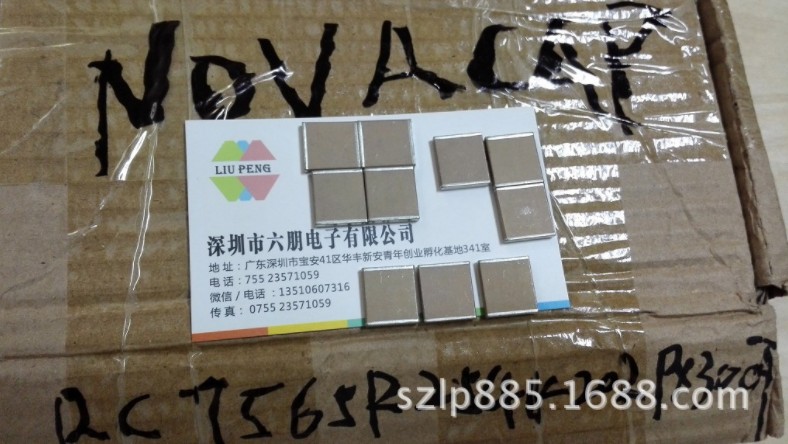 NOVACAP
LIU PENG
深圳市六朋电子有限公司
地 址：广东深圳市宝安41区华丰新安青年创业孵化基地341室
电 话：755 23571059
微信 / 电话 ：13510607316
传 真： 0755 23571059
szlp885.1688.com